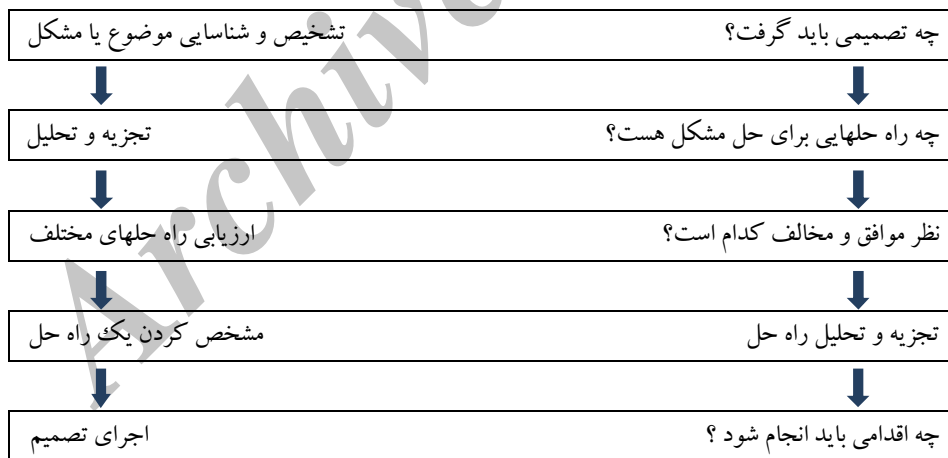 چه تصمیمی باید گرفت؟ تشخیص و شناسایی موضوع یا مشکل
چه راه حلهایی برای حل مشکل هست؟ تجزیه و تحلیل
نظر موافق و مخالف کدام است؟ ارزیابی راه حلهای مختلف
تجزیه و تحلیل راه حل مشخص کردن یک راه حل
چه اقدامی باید انجام شود ؟ اجرای تصمیم
Archive